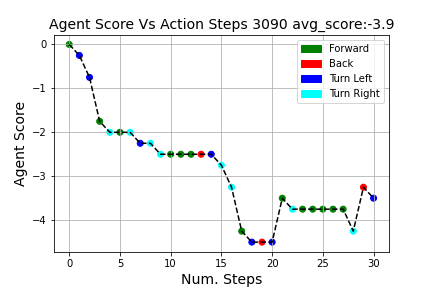 Agent Score Vs Action Steps 3090 avg_score:-3.9
Forward
Back
Turn Left
Turn Right
Agent Score
0
−1
−2
−3
−4
0 5 10 15 20 25 30
Num. Steps